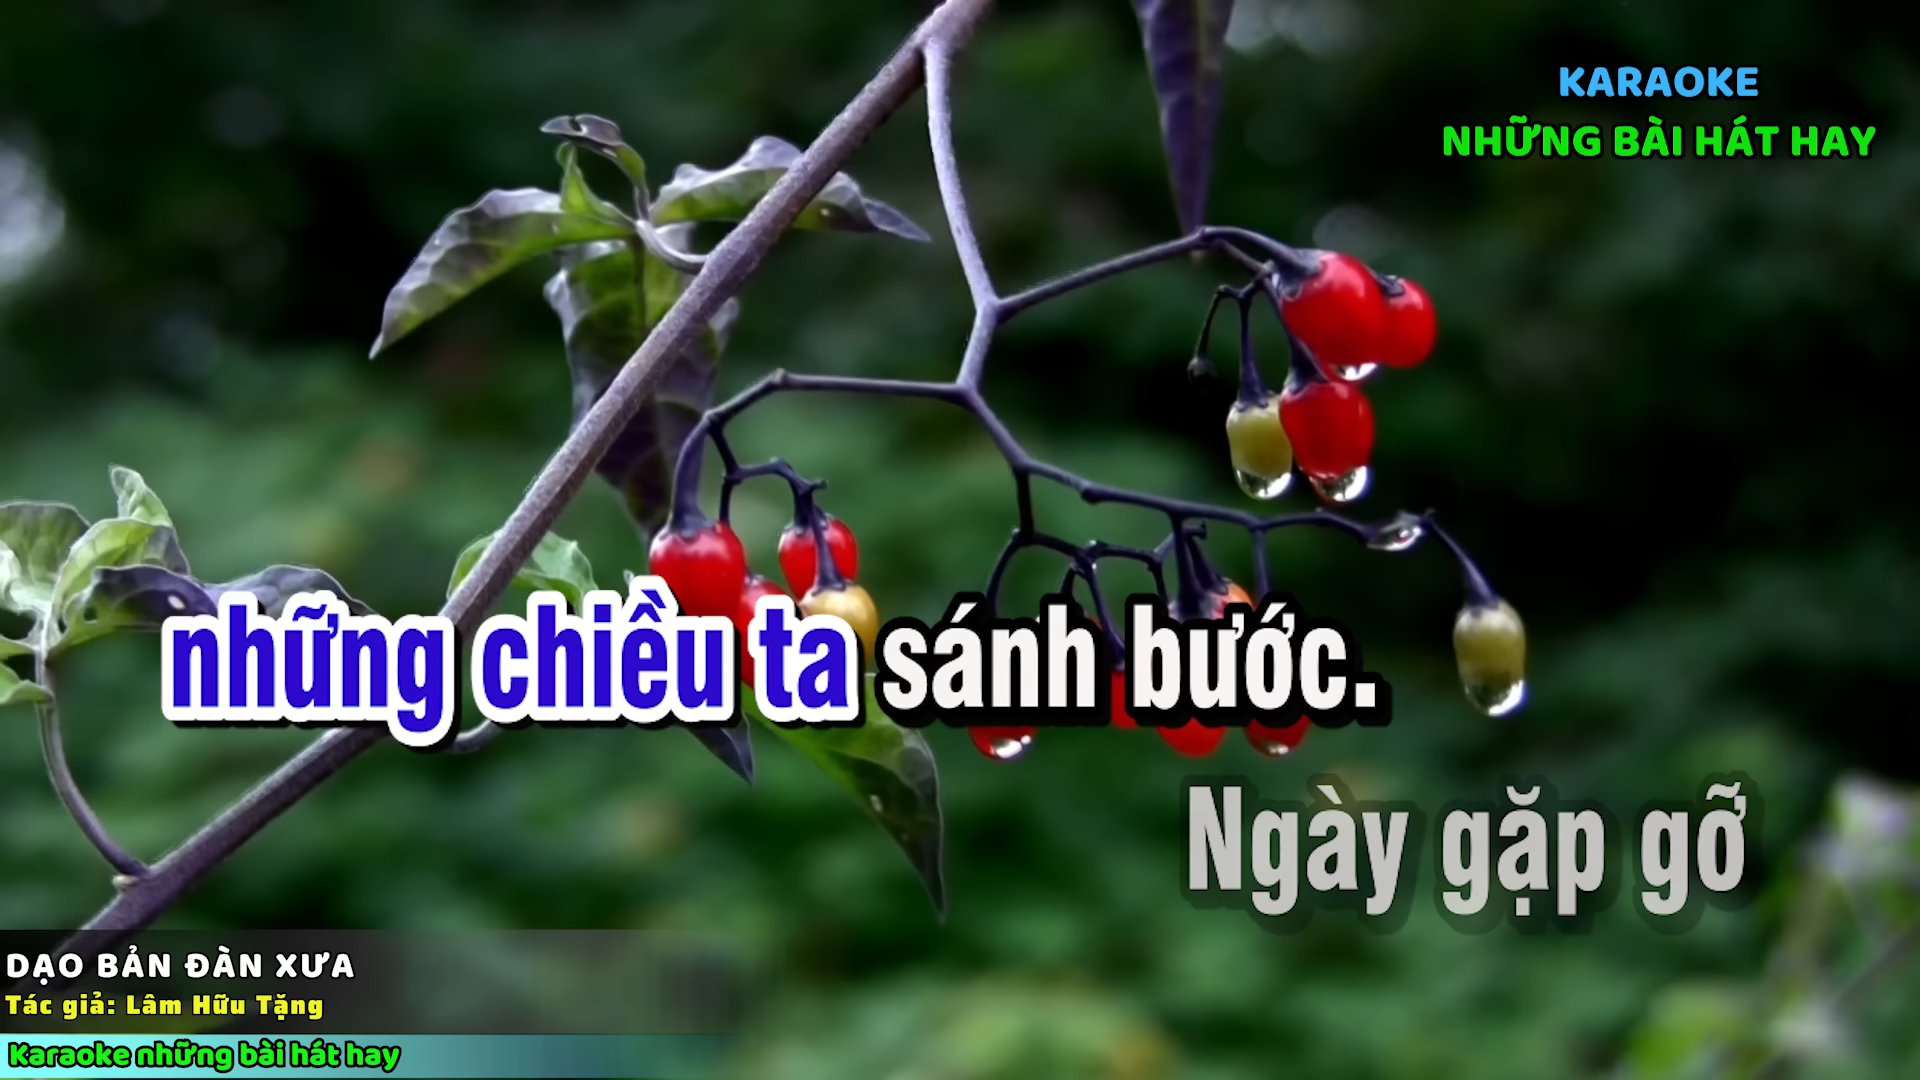 KARAOKE
NHỮNG BÀI HÁT HAY
những chiều ta sánh bước.
Ngày gặp gỡ
DẠO BẢN ĐÀN XƯA
Tác giả: Lâm Hữu Tặng
Karaoke những bài hát hay